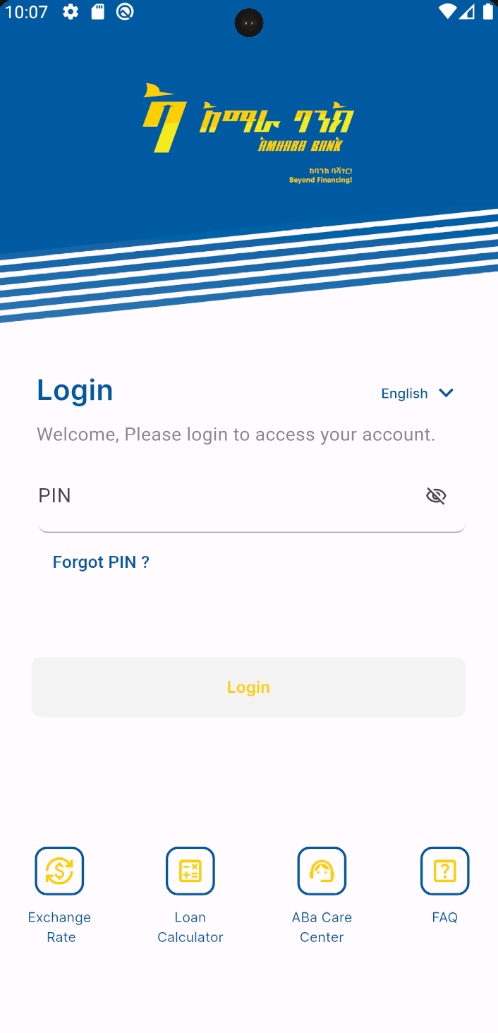 10:07
አማራ ባንክ
AMHARA BANK
ከባንክ ባሻገር!
Beyond Financing!
Login
English
Welcome, Please login to access your account.
PIN
Forgot PIN ?
Login
Exchange
Rate
Loan
Calculator
ABa Care
Center
FAQ